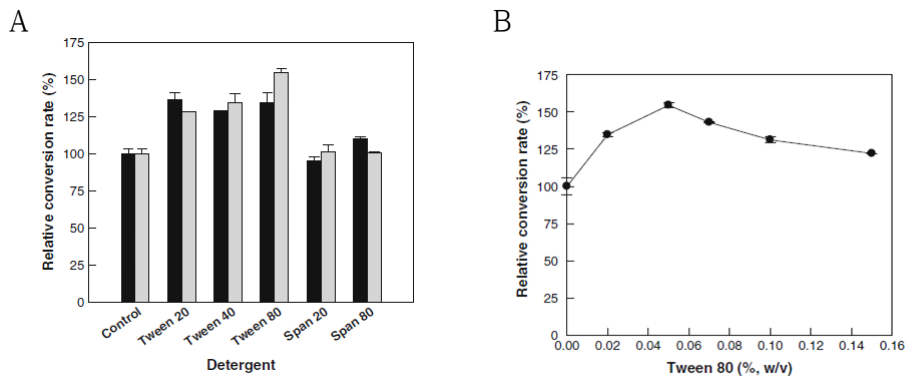 A
Relative conversion rate (%)
175
150
125
100
75
50
25
0
Control
Tween 20
Tween 40
Tween 80
Span 20
Span 80
Detergent
B
Relative conversion rate (%)
175
150
125
100
75
50
25
0
0.00 0.02 0.04 0.06 0.08 0.10 0.12 0.14 0.16
Tween 80 (%, w/v)